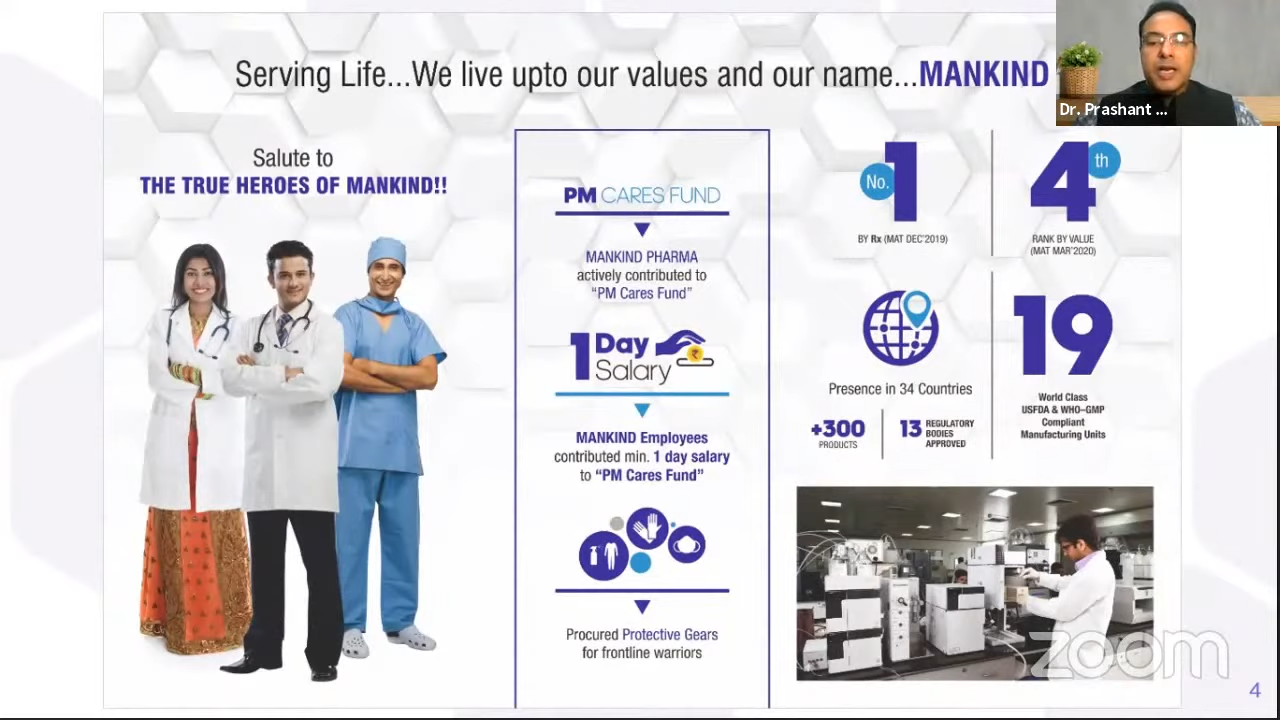 Serving Life...We live upto our values and our name...MANKIND
Dr. Prashant ...
Salute to
THE TRUE HEROES OF MANKIND!!
PM CARES FUND
MANKIND PHARMA
actively contributed to
“PM Cares Fund”
1 Day
Salary
₹
MANKIND Employees
contributed min. 1 day salary
to “PM Cares Fund”
Procured Protective Gears
for frontline warriors
No. 1
BY Rx (MAT DEC'2019)
4th
RANK BY VALUE
(MAT MAR'2020)
Presence in 34 Countries
+300
PRODUCTS
13 REGULATORY
BODIES
APPROVED
19
World Class
USFDA & WHO–GMP
Compliant
Manufacturing Units
zoom
4